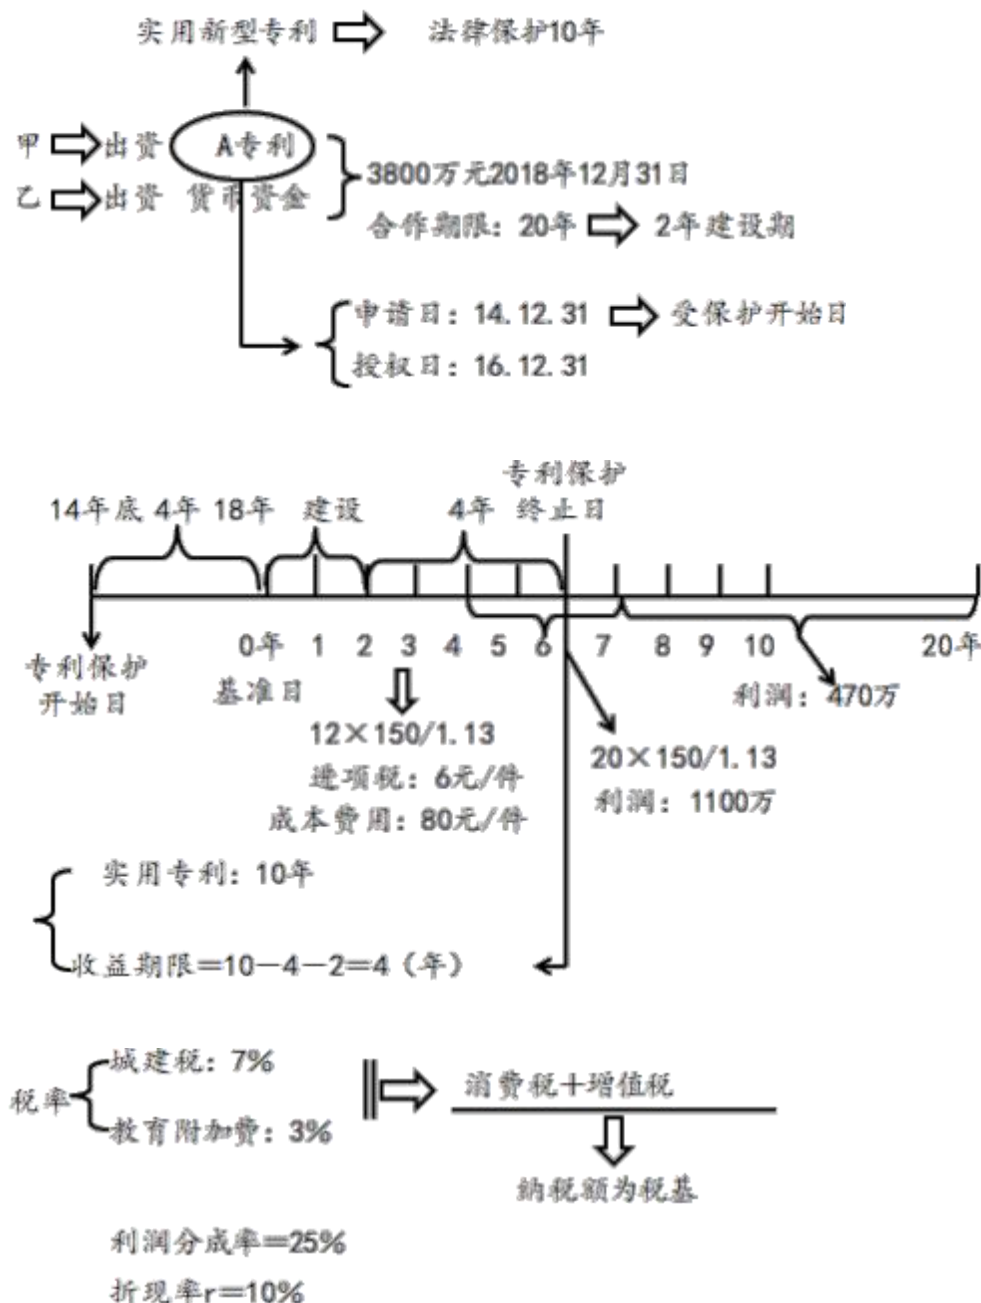 实用新型专利 法律保护10年
甲 出资 A专利
乙 出资 货币资金
3800万元2018年12月31日
合作期限：20年 2年建设期
申请日：14.12.31 受保护开始日
授权日：16.12.31
专利保护
终止日
14年底 4年 18年 建设 4年
0年 1 2 3 4 5 6 7 8 9 10 20年
专利保护
开始日
基准日
利润：470万
12×150/1.13
进项税：6元/件
成本费用：80元/件
20×150/1.13
利润：1100万
实用专利：10年
收益期限＝10－4－2＝4（年）
税率
城建税：7%
教育附加费：3%
消费税＋增值税
纳税额为税基
利润分成率＝25%
折现率r＝10%